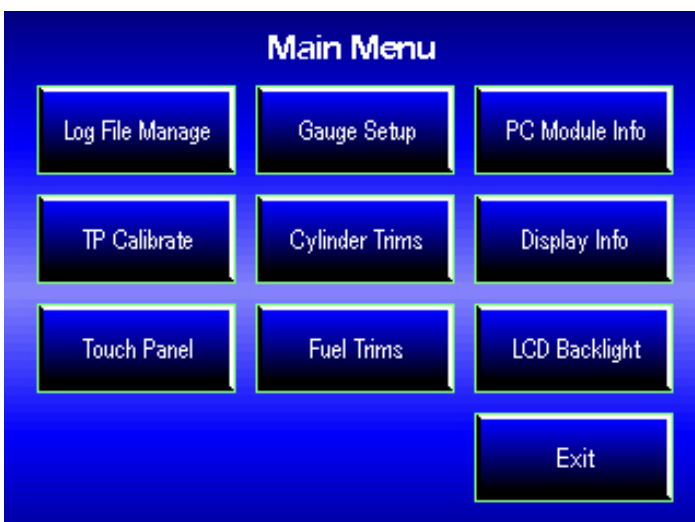 Main Menu
Log File Manage
Gauge Setup
PC Module Info
TP Calibrate
Cylinder Trims
Display Info
Touch Panel
Fuel Trims
LCD Backlight
Exit